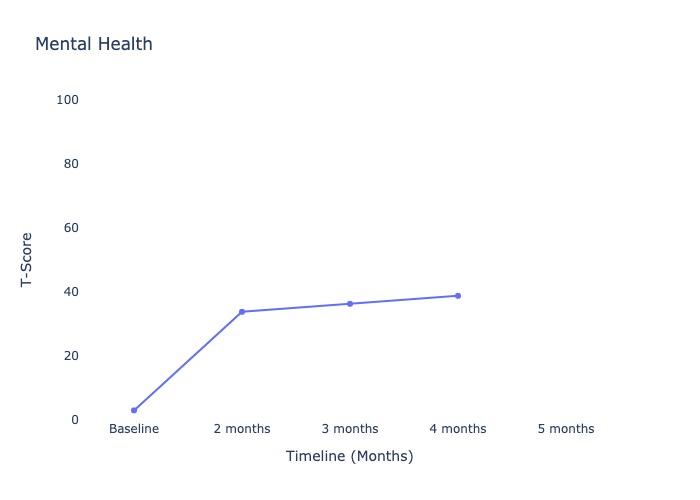 Mental Health
100
80
60
40
20
0
T-Score
Baseline
2 months
3 months
4 months
5 months
Timeline (Months)